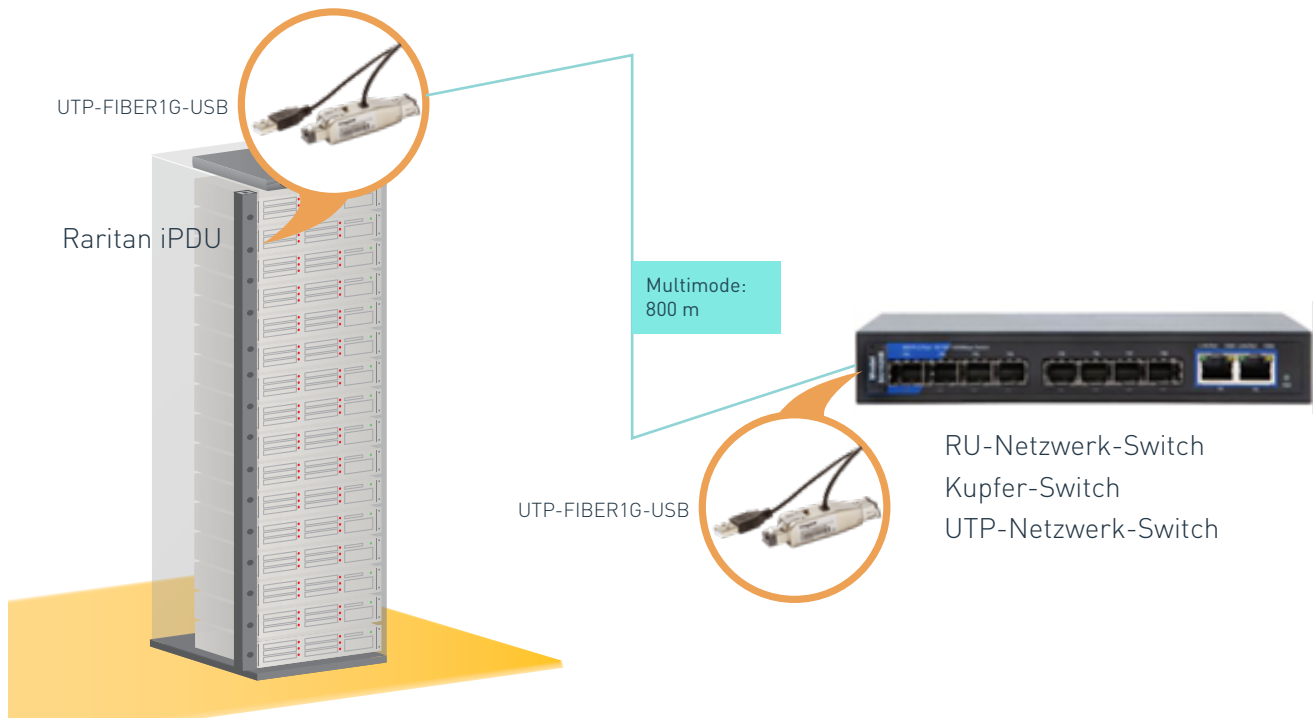 UTP-FIBER1G-USB
Raritan iPDU
Multimode:
800 m
UTP-FIBER1G-USB
RU-Netzwerk-Switch
Kupfer-Switch
UTP-Netzwerk-Switch